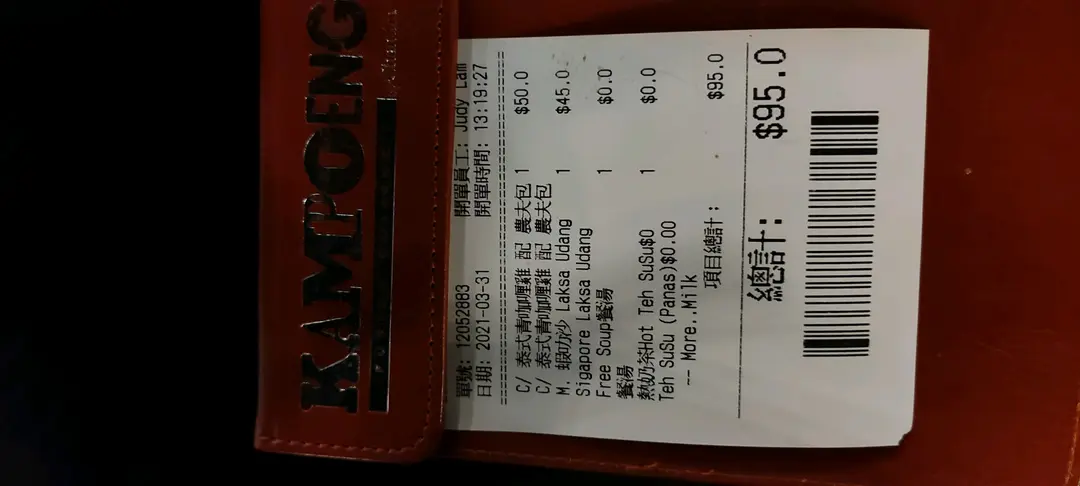 KAMPOENG
單號: 12052883 開單員工: Judy Lam
日期: 2021-03-31 開單時間: 13:19:27
C/ 泰式青咖喱雞 配 農夫包 1 $50.0
C/ 泰式青咖喱雞 配 農夫包
M. 蝦叻沙 Laksa Udang 1 $45.0
Sigapore Laksa Udang
Free Soup餐湯 1 $0.0
餐湯
熱奶茶Hot Teh SuSu$0 1 $0.0
Teh SuSu (Panas)$0.00
-- More..Milk
項目總計: $95.0
總計: $95.0